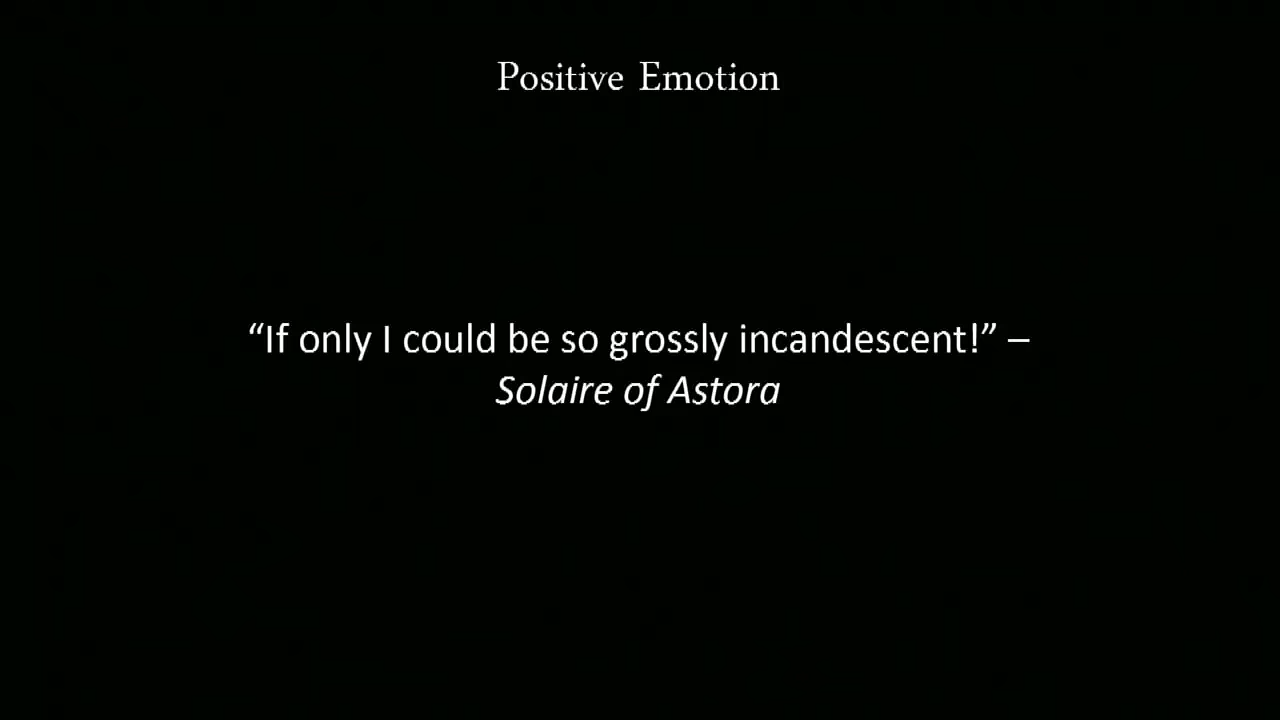 Positive Emotion
“If only I could be so grossly incandescent!” –
Solaire of Astora